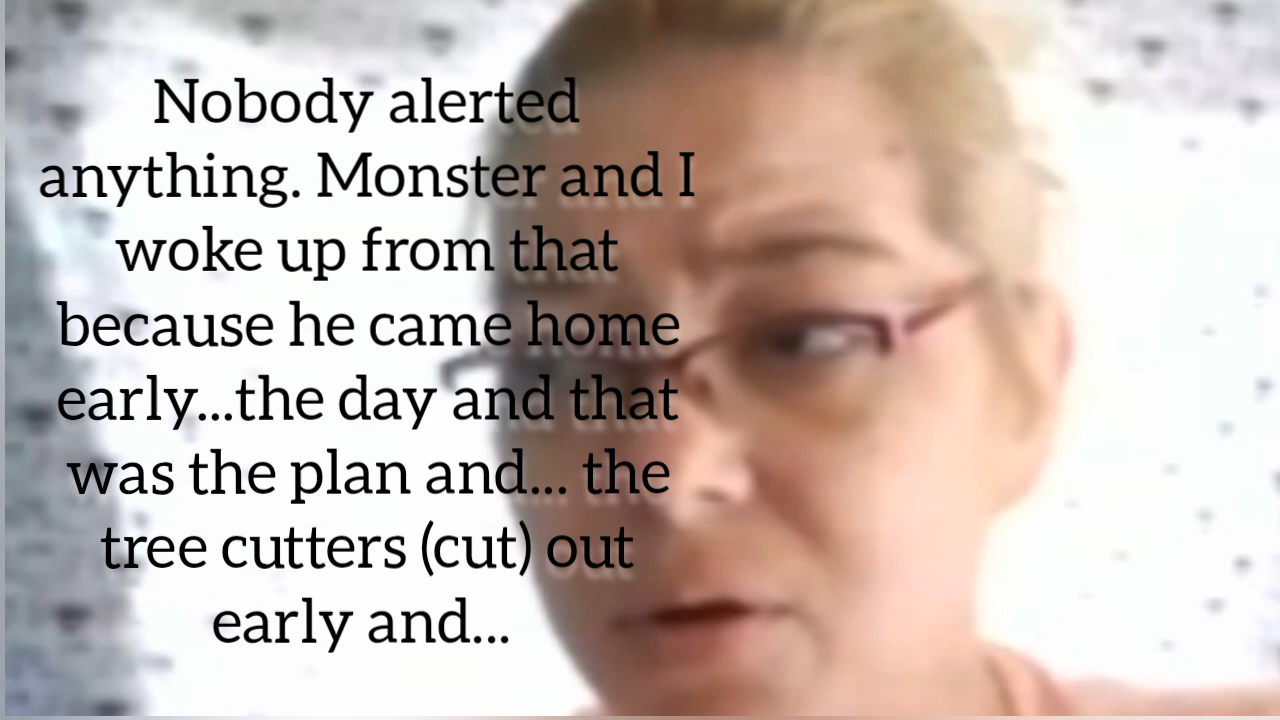 Nobody alerted
anything. Monster and I
woke up from that
because he came home
early...the day and that
was the plan and... the
tree cutters (cut) out
early and...